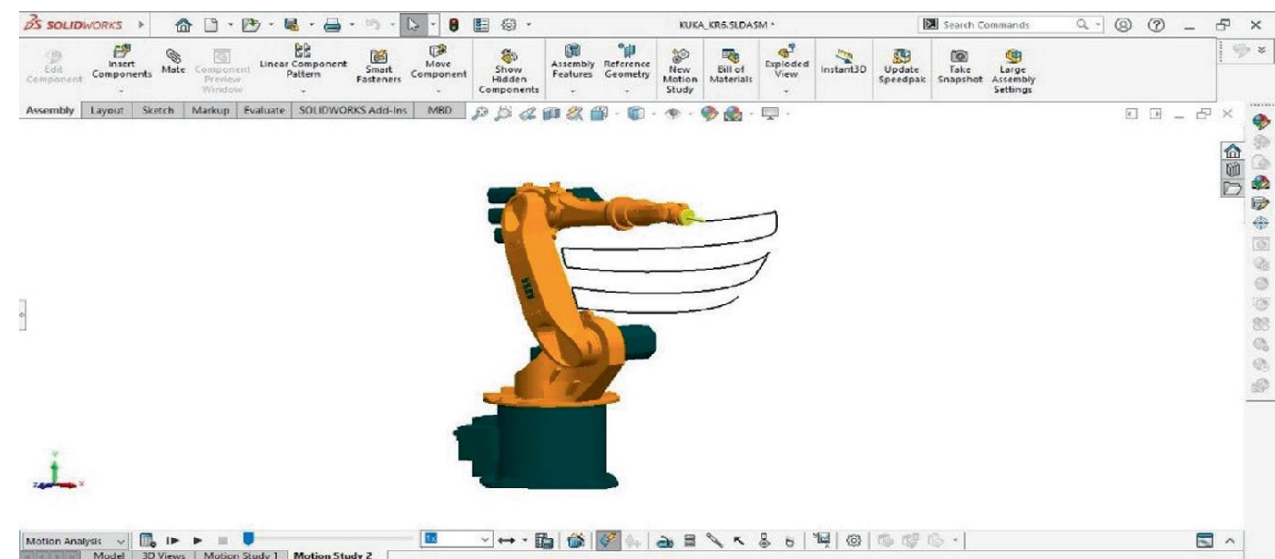 DS SOLIDWORKS
KUKA_KR6.SLDASM *
Search Commands
Edit Component
Insert Components
Mate
Component Preview Window
Linear Component Pattern
Smart Fasteners
Move Component
Show Hidden Components
Assembly Features
Reference Geometry
New Motion Study
Bill of Materials
Exploded View
Instant3D
Update Speedpak
Take Snapshot
Large Assembly Settings
Assembly Layout Sketch Markup Evaluate SOLIDWORKS Add-Ins MBD
KUKA
Y
Z X
Motion Analysis 1x
Model 3D Views Motion Study 1 Motion Study 2